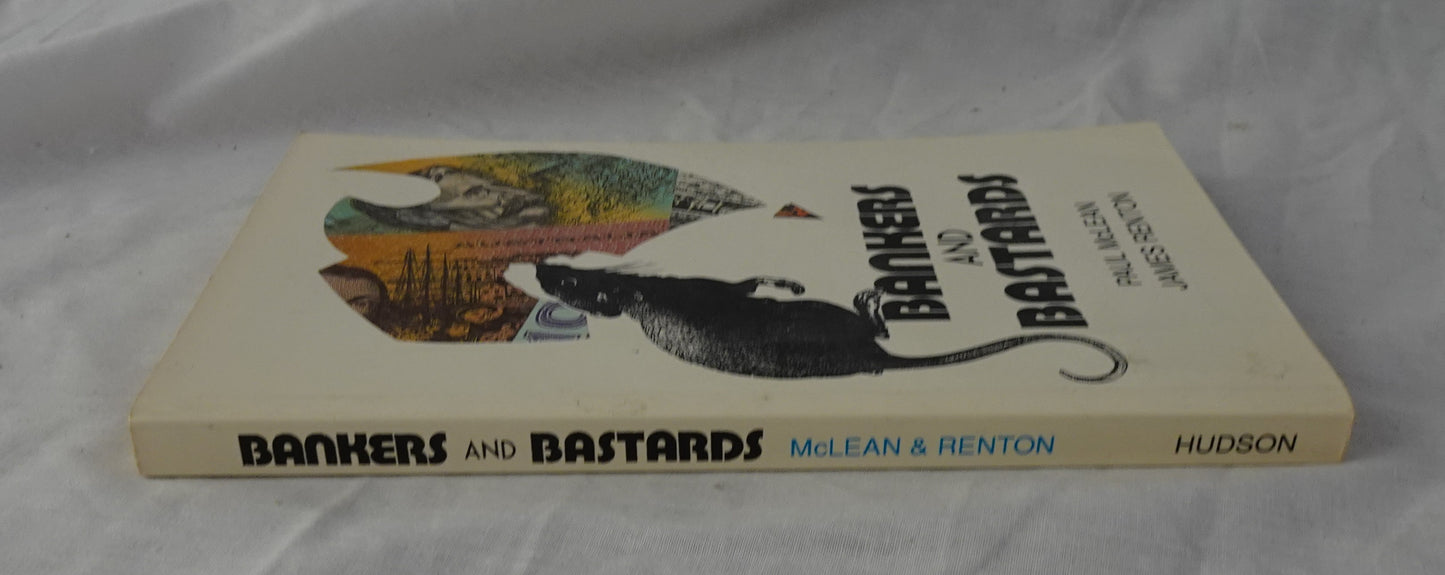 BANKERS
AND
BASTARDS
PAUL McLEAN
JAMES RENTON
BANKERS AND BASTARDS McLEAN & RENTON HUDSON